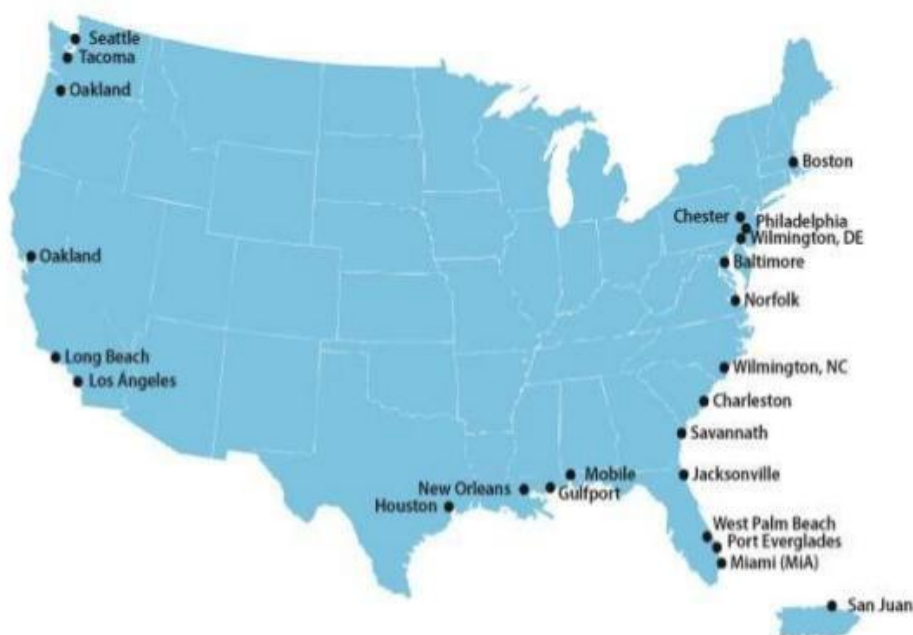 Seattle
Tacoma
Oakland
Boston
Chester
Philadelphia
Wilmington, DE
Oakland
Baltimore
Norfolk
Long Beach
Los Angeles
Wilmington, NC
Charleston
Savannath
Mobile
Jacksonville
New Orleans
Gulfport
Houston
West Palm Beach
Port Everglades
Miami (MiA)
San Juan